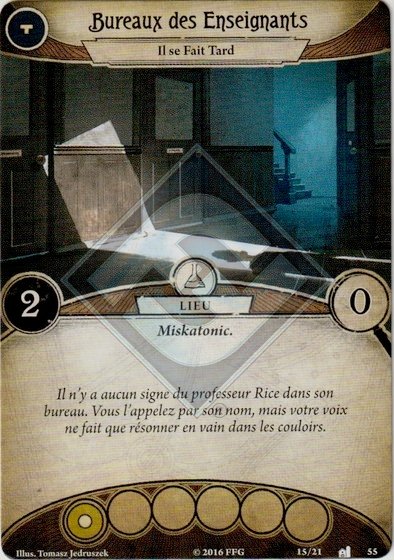 Bureaux des Enseignants
Il se Fait Tard
2
LIEU
0
Miskatonic.
Il n'y a aucun signe du professeur Rice dans son
bureau. Vous l'appelez par son nom, mais votre voix
ne fait que résonner en vain dans les couloirs.
Illus. Tomasz Jedruszek
© 2016 FFG
15/21
55